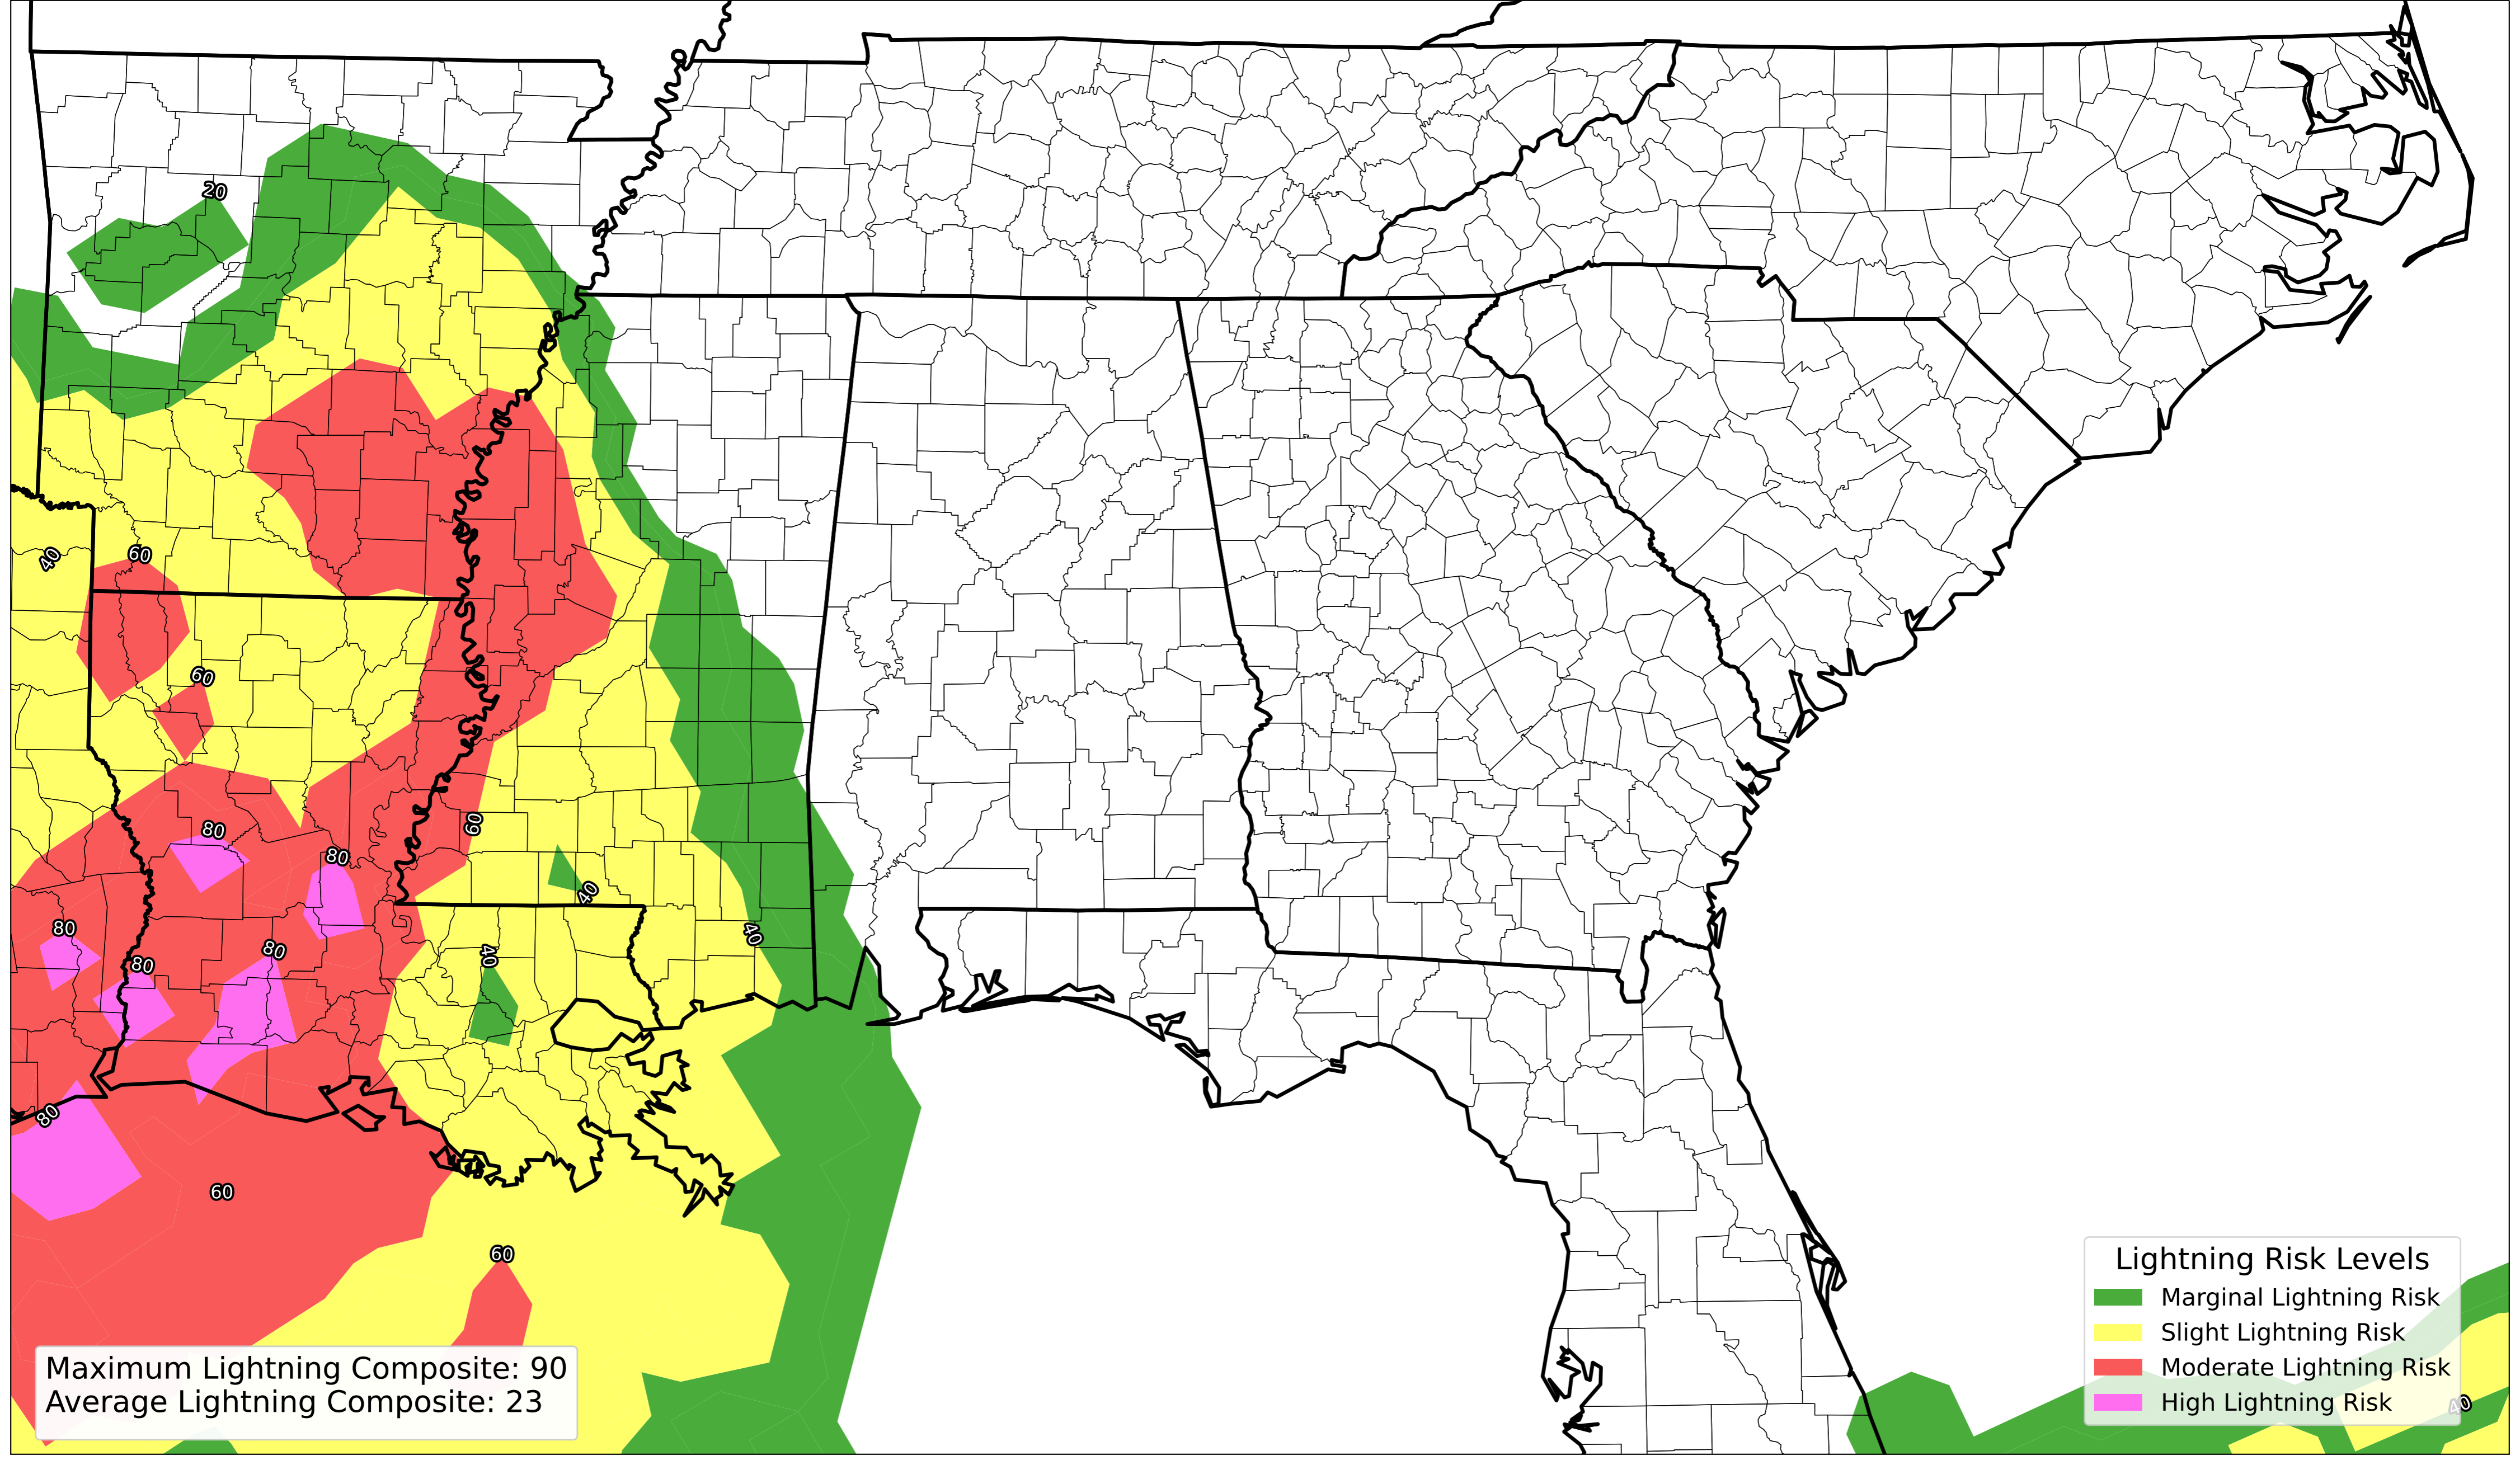 20
40
60
60
60
80
80
40
80
40
40
80
80
80
60
60
Lightning Risk Levels
Marginal Lightning Risk
Slight Lightning Risk
Moderate Lightning Risk
High Lightning Risk
40
Maximum Lightning Composite: 90
Average Lightning Composite: 23